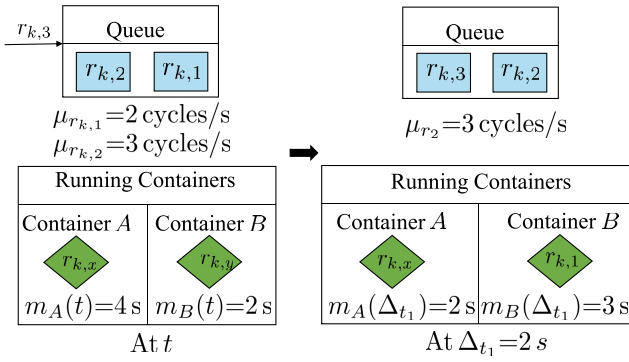 r_{k,3}
Queue
r_{k,2} r_{k,1}
μ_{r_{k,1}}=2 cycles/s
μ_{r_{k,2}}=3 cycles/s
Running Containers
Container A Container B
r_{k,x} r_{k,y}
m_A(t)=4 s m_B(t)=2 s
At t
Queue
r_{k,3} r_{k,2}
μ_{r_2}=3 cycles/s
Running Containers
Container A Container B
r_{k,x} r_{k,1}
m_A(Δ_{t_1})=2 s m_B(Δ_{t_1})=3 s
At Δ_{t_1}=2 s